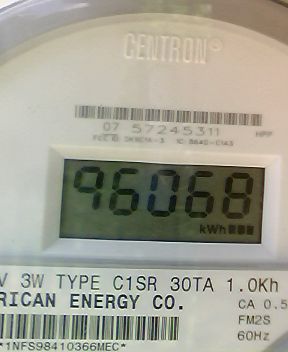 CENTRON®
07 57245311 HPP
96068
kWh
V 3W TYPE C1SR 30TA 1.0Kh
RICAN ENERGY CO.
CA 0.5
FM2S
60Hz
*1NFS98410366MEC*